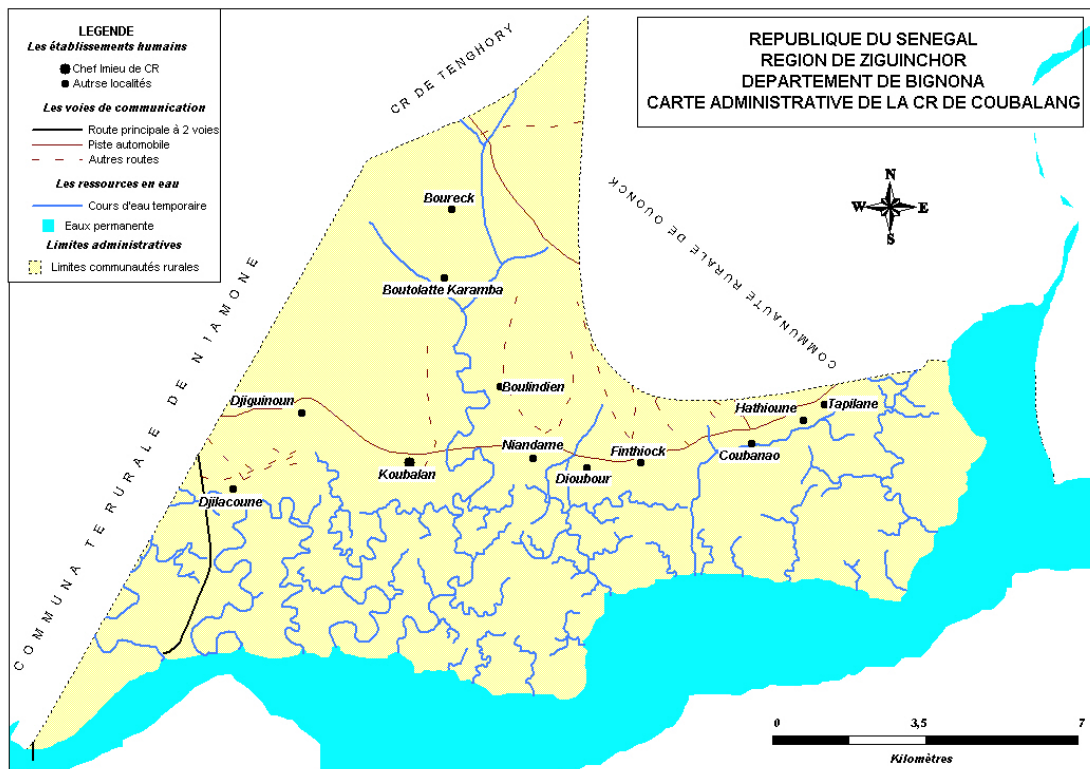 LEGENDE
Les établissements humains
Chef lmieu de CR
Autrse localités
Les voies de communication
Route principale à 2 voies
Piste automobile
Autres routes
Les ressources en eau
Cours d'eau temporaire
Eaux permanente
Limites administratives
Limites communautés rurales
REPUBLIQUE DU SENEGAL
REGION DE ZIGUINCHOR
DEPARTEMENT DE BIGNONA
CARTE ADMINISTRATIVE DE LA CR DE COUBALANG
CR DE TENGHORY
COMMUNAUTE RURALE DE OUONCK
COMMUNA TE RURALE DE NIAMONE
N
W E
S
Boureck
Boutolatte Karamba
Boulindien
Djiguinoun
Hathioune
Tapilane
Niandame
Finthiock
Coubanao
Koubalan
Dioubour
Djilacoune
0 3,5 7
Kilomètres